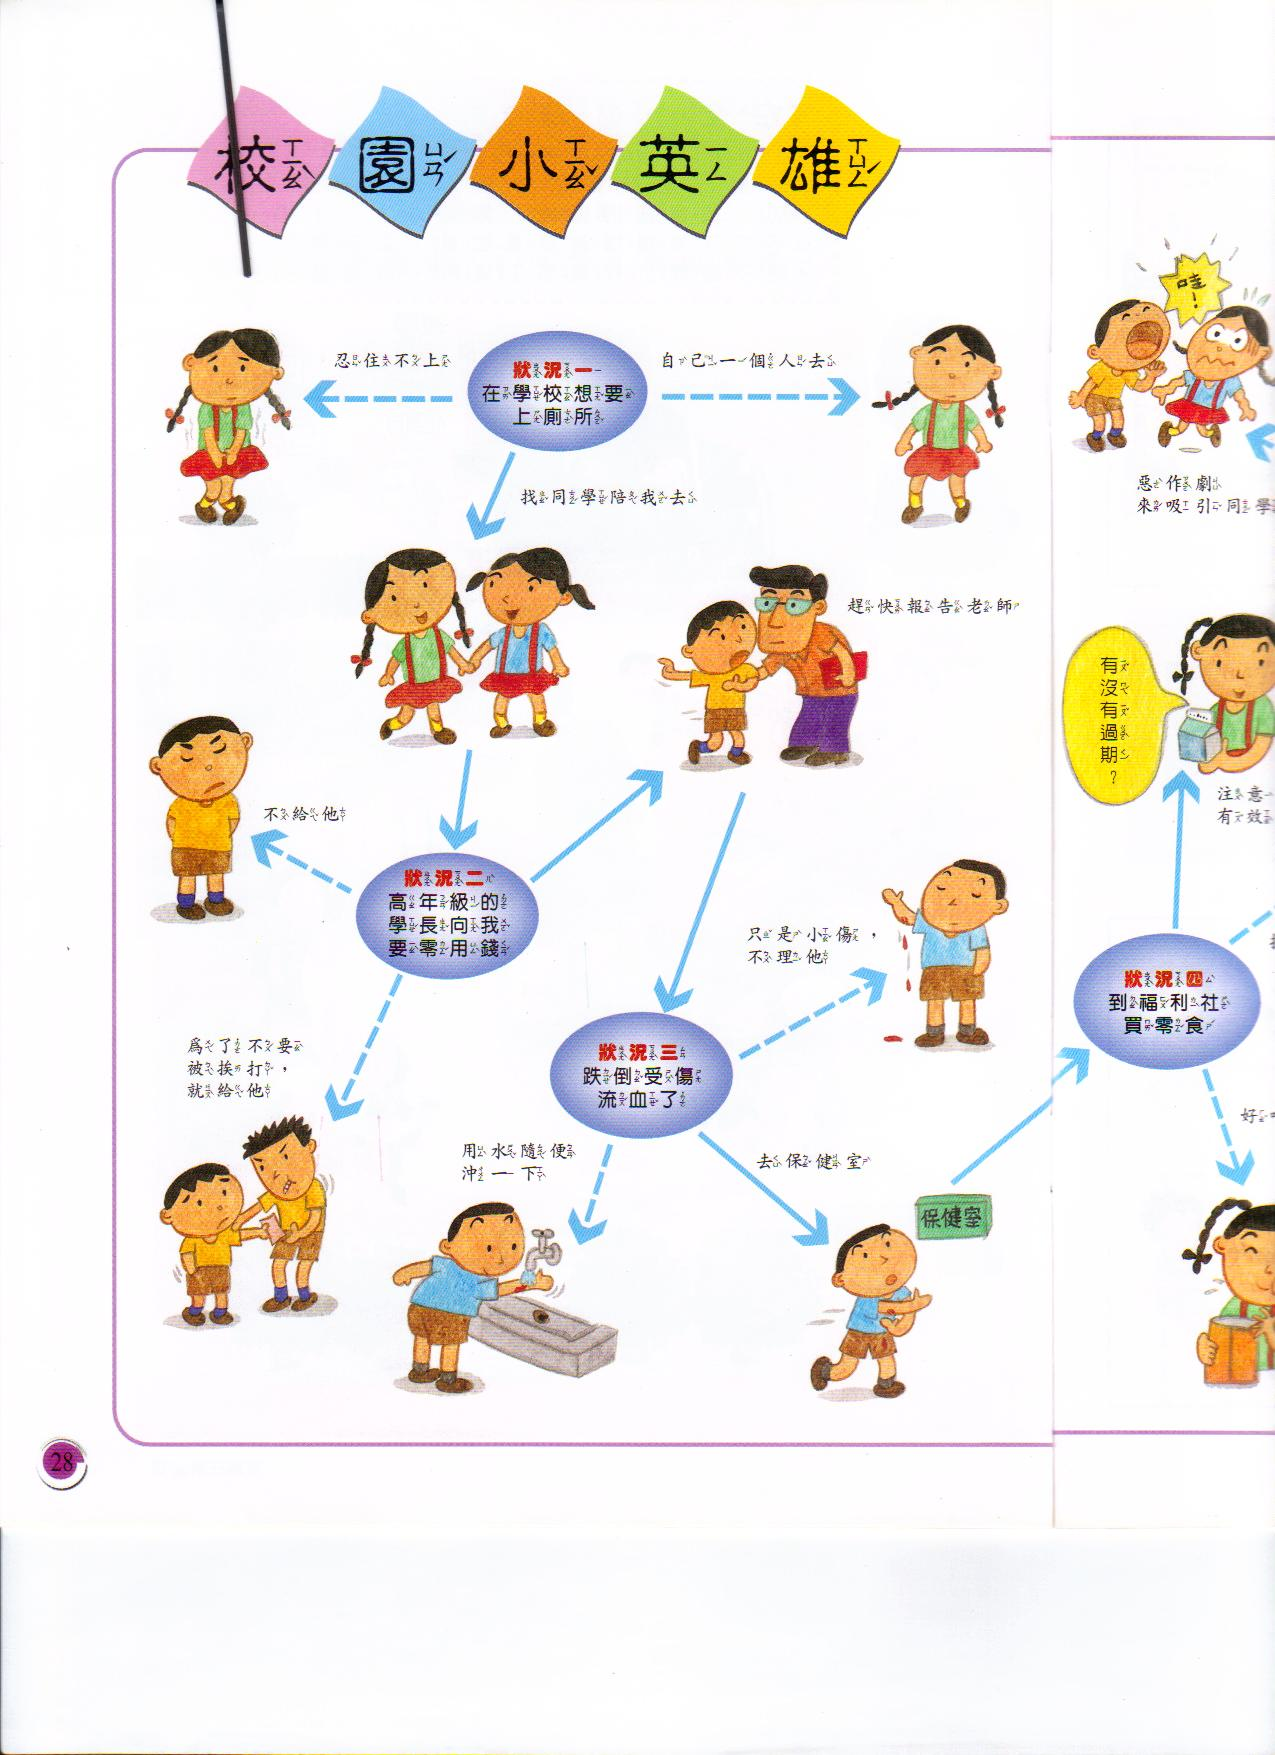 校園小英雄
狀況一
在學校想要
上廁所
忍住不上
自己一個人去
找同學陪我去
狀況二
高年級的
學長向我
要零用錢
不給他
趕快報告老師
為了不要
被挨打，
就給他
狀況三
跌倒受傷
流血了
只是小傷，
不理他
用水隨便
沖一下
去保健室
保健室
28
哇！
惡作劇
來吸引同學
有沒有過期？
注意
有效
狀況四
到福利社
買零食
好